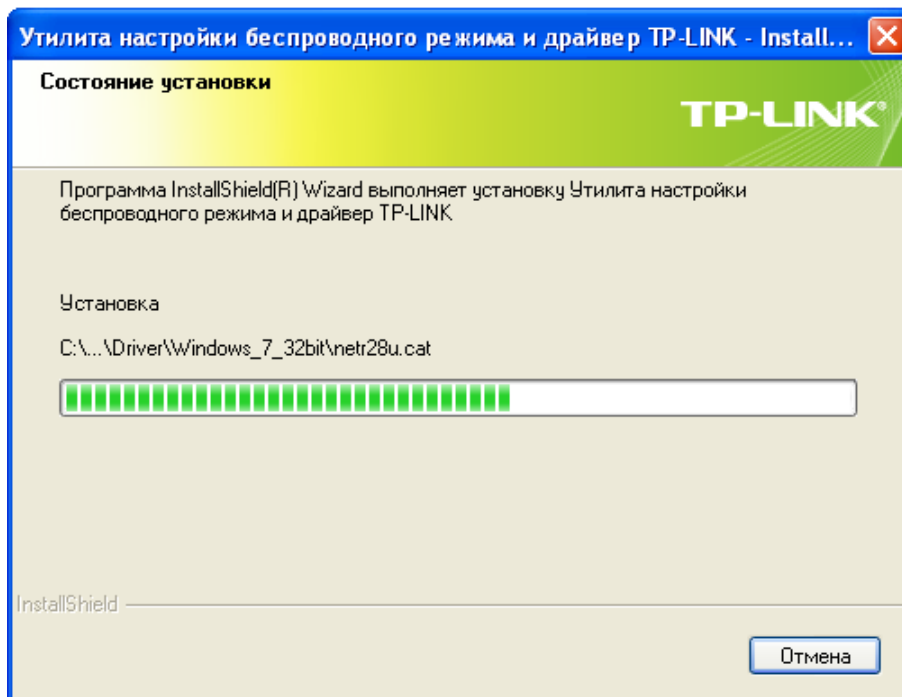 Утилита настройки беспроводного режима и драйвер TP-LINK - Install...
Состояние установки
TP-LINK®
Программа InstallShield(R) Wizard выполняет установку Утилита настройки
беспроводного режима и драйвер TP-LINK
Установка
C:\...\Driver\Windows_7_32bit\netr28u.cat
InstallShield
Отмена